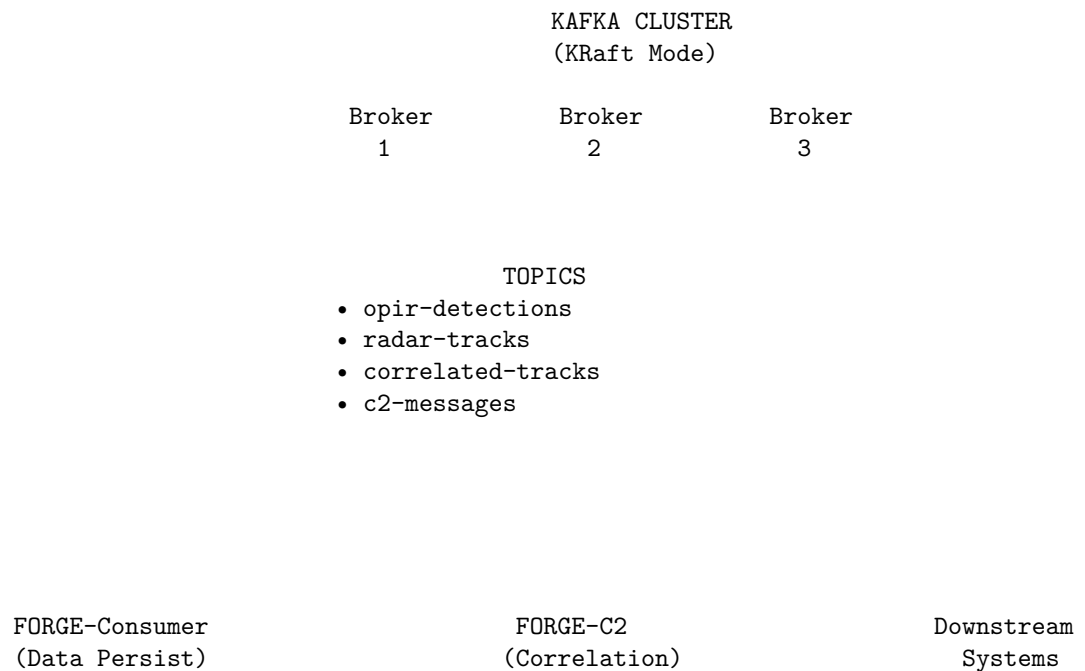 KAFKA CLUSTER
(KRaft Mode)
Broker Broker Broker
1 2 3
TOPICS
• opir-detections
• radar-tracks
• correlated-tracks
• c2-messages
FORGE-Consumer FORGE-C2 Downstream
(Data Persist) (Correlation) Systems